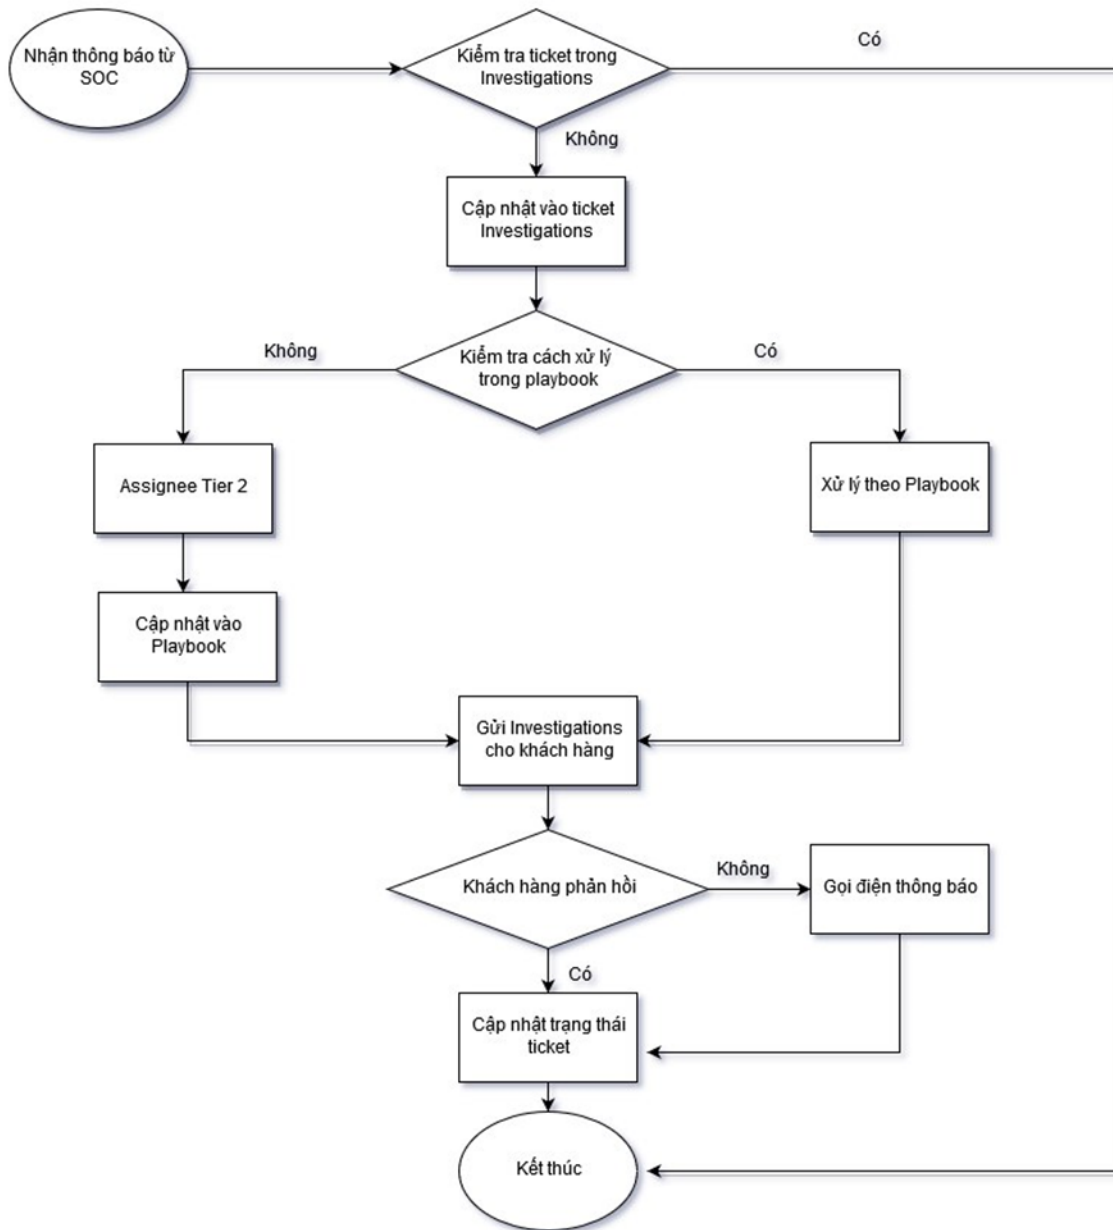 Nhận thông báo từ
SOC
Kiểm tra ticket trong
Investigations
Có
Không
Cập nhật vào ticket
Investigations
Không
Kiểm tra cách xử lý
trong playbook
Có
Assignee Tier 2
Xử lý theo Playbook
Cập nhật vào
Playbook
Gửi Investigations
cho khách hàng
Khách hàng phản hồi
Không
Gọi điện thông báo
Có
Cập nhật trạng thái
ticket
Kết thúc